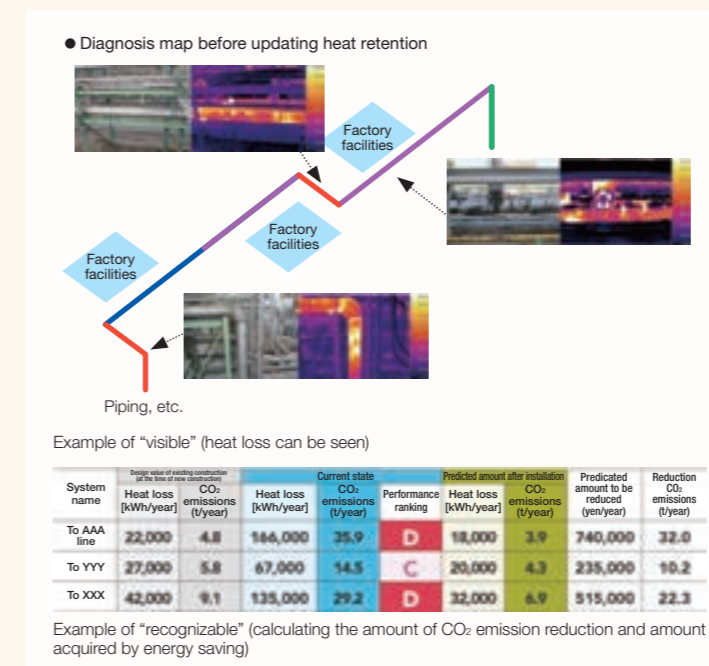 ● Diagnosis map before updating heat retention
Factory
facilities
Factory
facilities
Factory
facilities
Piping, etc.
Example of “visible” (heat loss can be seen)
System name
Design value of existing construction (at the time of new construction)
Current state
Predicted amount after installation
Predicated amount to be reduced (yen/year)
Reduction CO₂ emissions (t/year)
Heat loss [kWh/year]
CO₂ emissions (t/year)
Heat loss [kWh/year]
CO₂ emissions (t/year)
Performance ranking
Heat loss [kWh/year]
CO₂ emissions (t/year)
To AAA line 22,000 4.8 166,000 35.9 D 18,000 3.9 740,000 32.0
To YYY 27,000 5.8 67,000 14.5 C 20,000 4.3 235,000 10.2
To XXX 42,000 9.1 135,000 29.2 D 32,000 6.9 515,000 22.3
Example of “recognizable” (calculating the amount of CO₂ emission reduction and amount
acquired by energy saving)